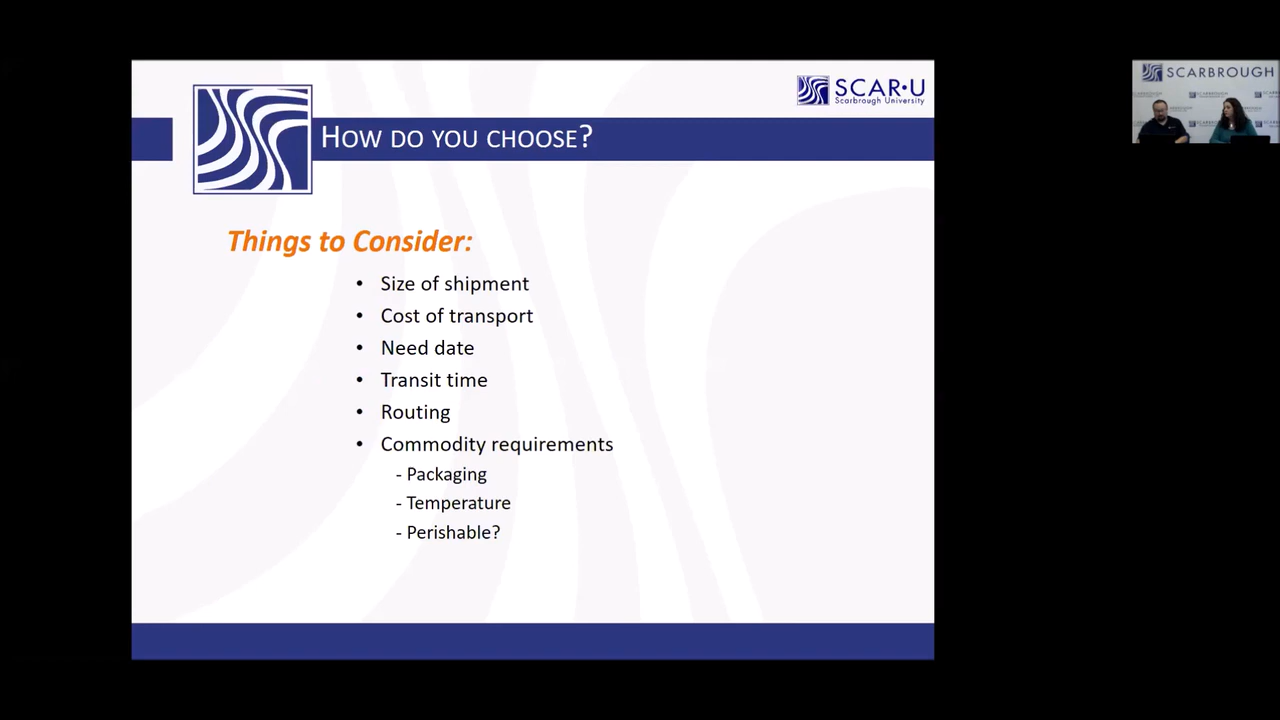 SCAR·U
Scarbrough University
HOW DO YOU CHOOSE?
Things to Consider:
• Size of shipment
• Cost of transport
• Need date
• Transit time
• Routing
• Commodity requirements
- Packaging
- Temperature
- Perishable?
SCARBROUGH